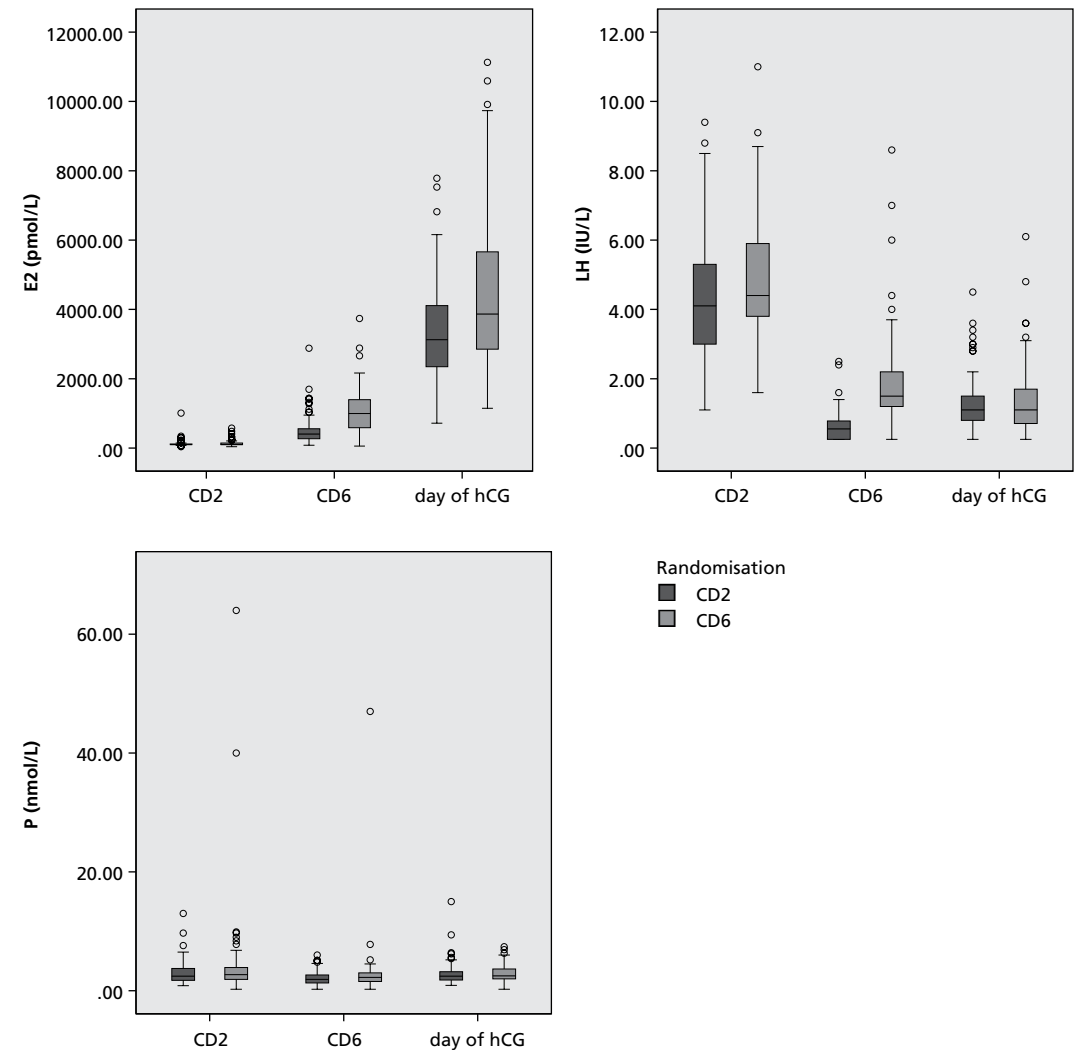 E2 (pmol/L)
12000.00
10000.00
8000.00
6000.00
4000.00
2000.00
.00
CD2 CD6 day of hCG
LH (IU/L)
12.00
10.00
8.00
6.00
4.00
2.00
.00
CD2 CD6 day of hCG
P (nmol/L)
60.00
40.00
20.00
.00
CD2 CD6 day of hCG
Randomisation
CD2
CD6